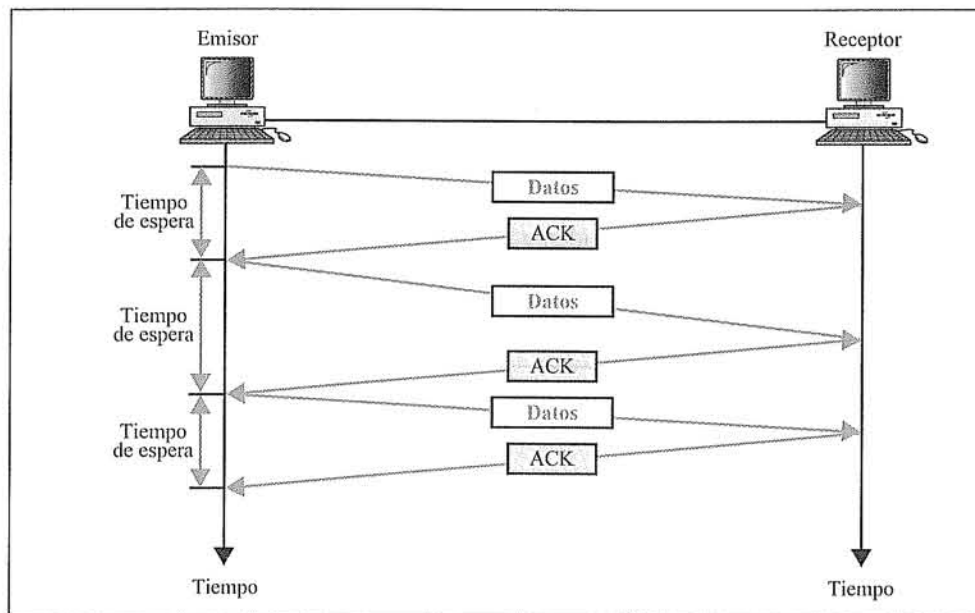 Emisor
Receptor
Datos
Tiempo
de espera
ACK
Datos
Tiempo
de espera
ACK
Datos
Tiempo
de espera
ACK
Tiempo
Tiempo